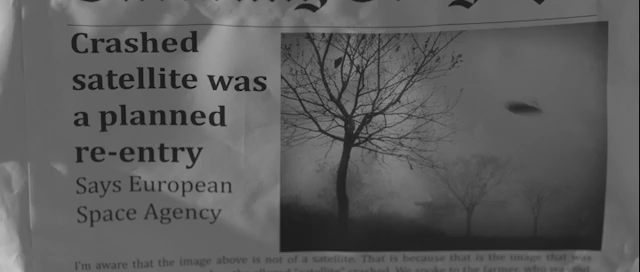 Crashed
satellite was
a planned
re-entry
Says European
Space Agency
I'm aware that the image above is not of a satellite. That is because that is the image that was